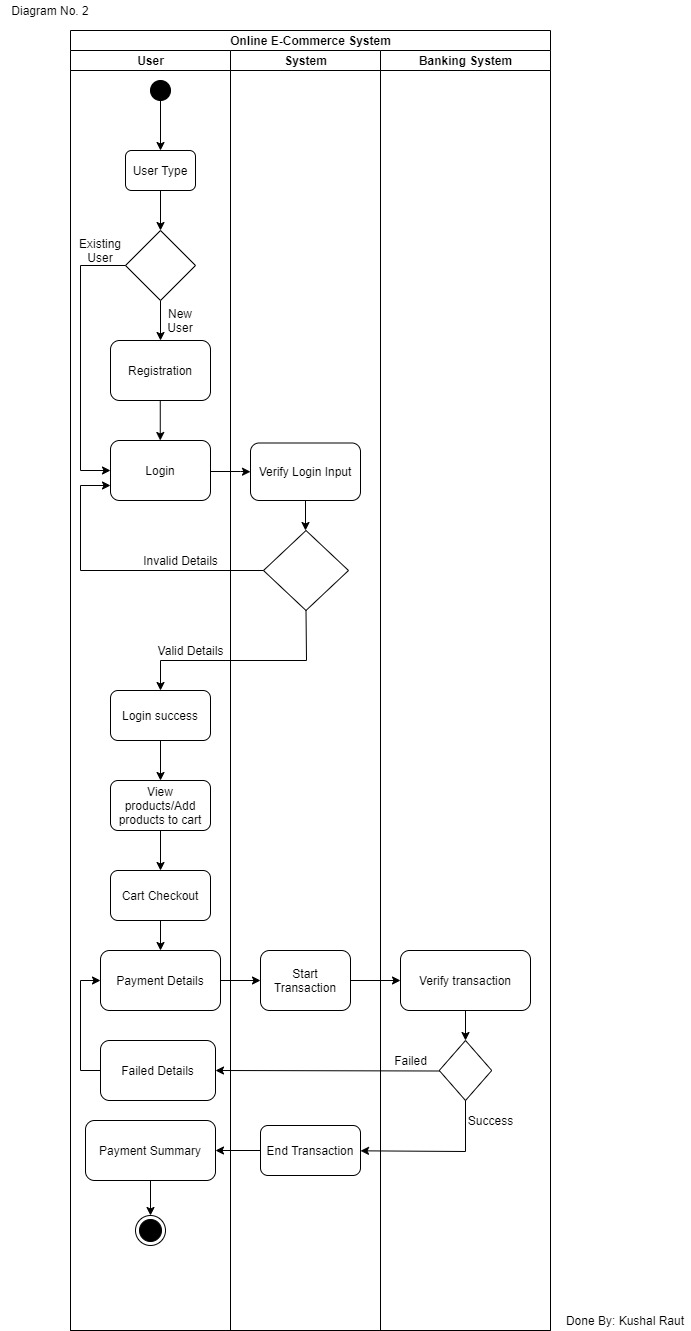 Diagram No. 2
Online E-Commerce System
User
System
Banking System
User Type
Existing
User
New
User
Registration
Login
Verify Login Input
Invalid Details
Valid Details
Login success
View
products/Add
products to cart
Cart Checkout
Payment Details
Start
Transaction
Verify transaction
Failed
Failed Details
Success
Payment Summary
End Transaction
Done By: Kushal Raut